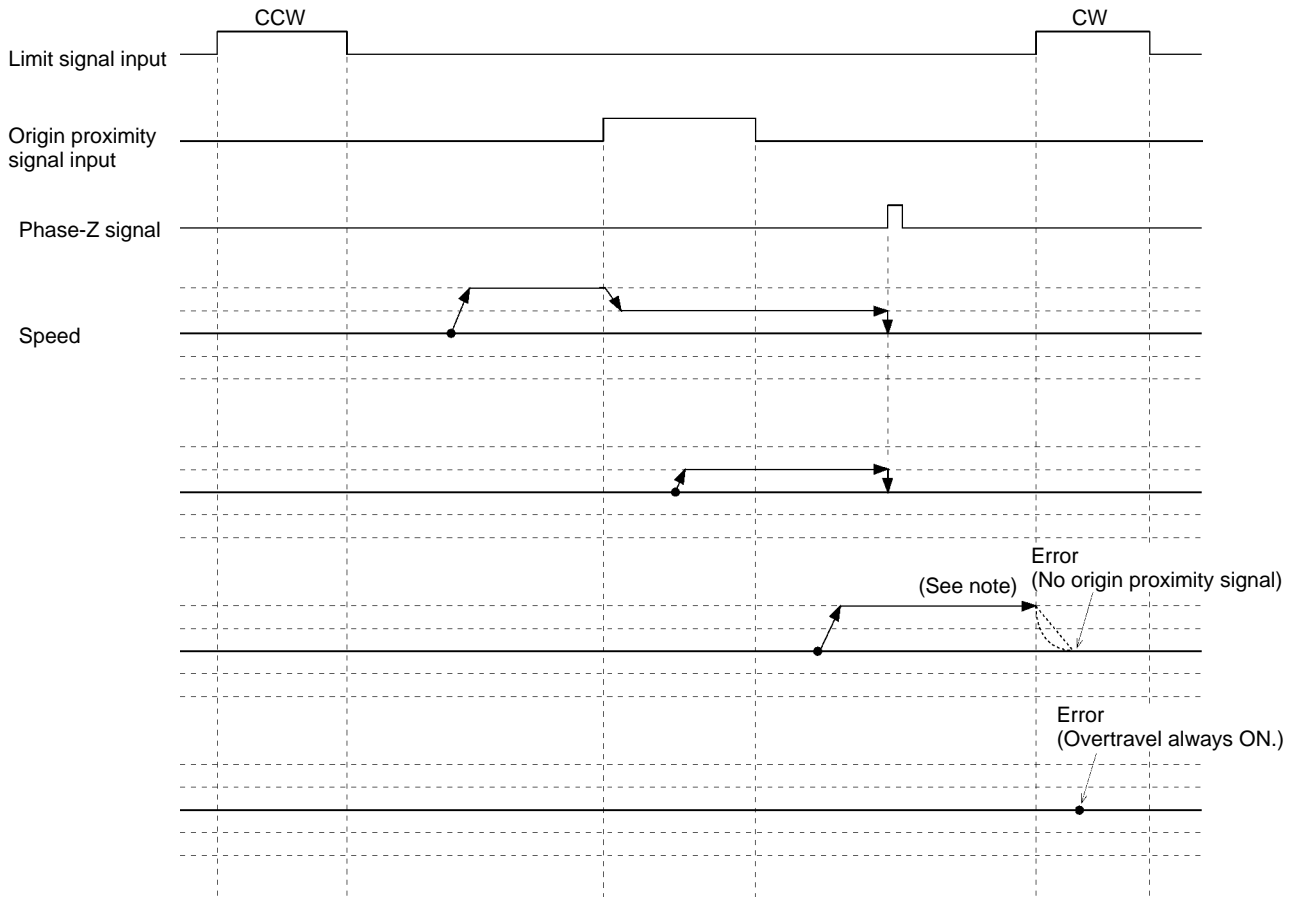 CCW
CW
Limit signal input
Origin proximity
signal input
Phase-Z signal
Speed
Error
(See note)
(No origin proximity signal)
Error
(Overtravel always ON.)